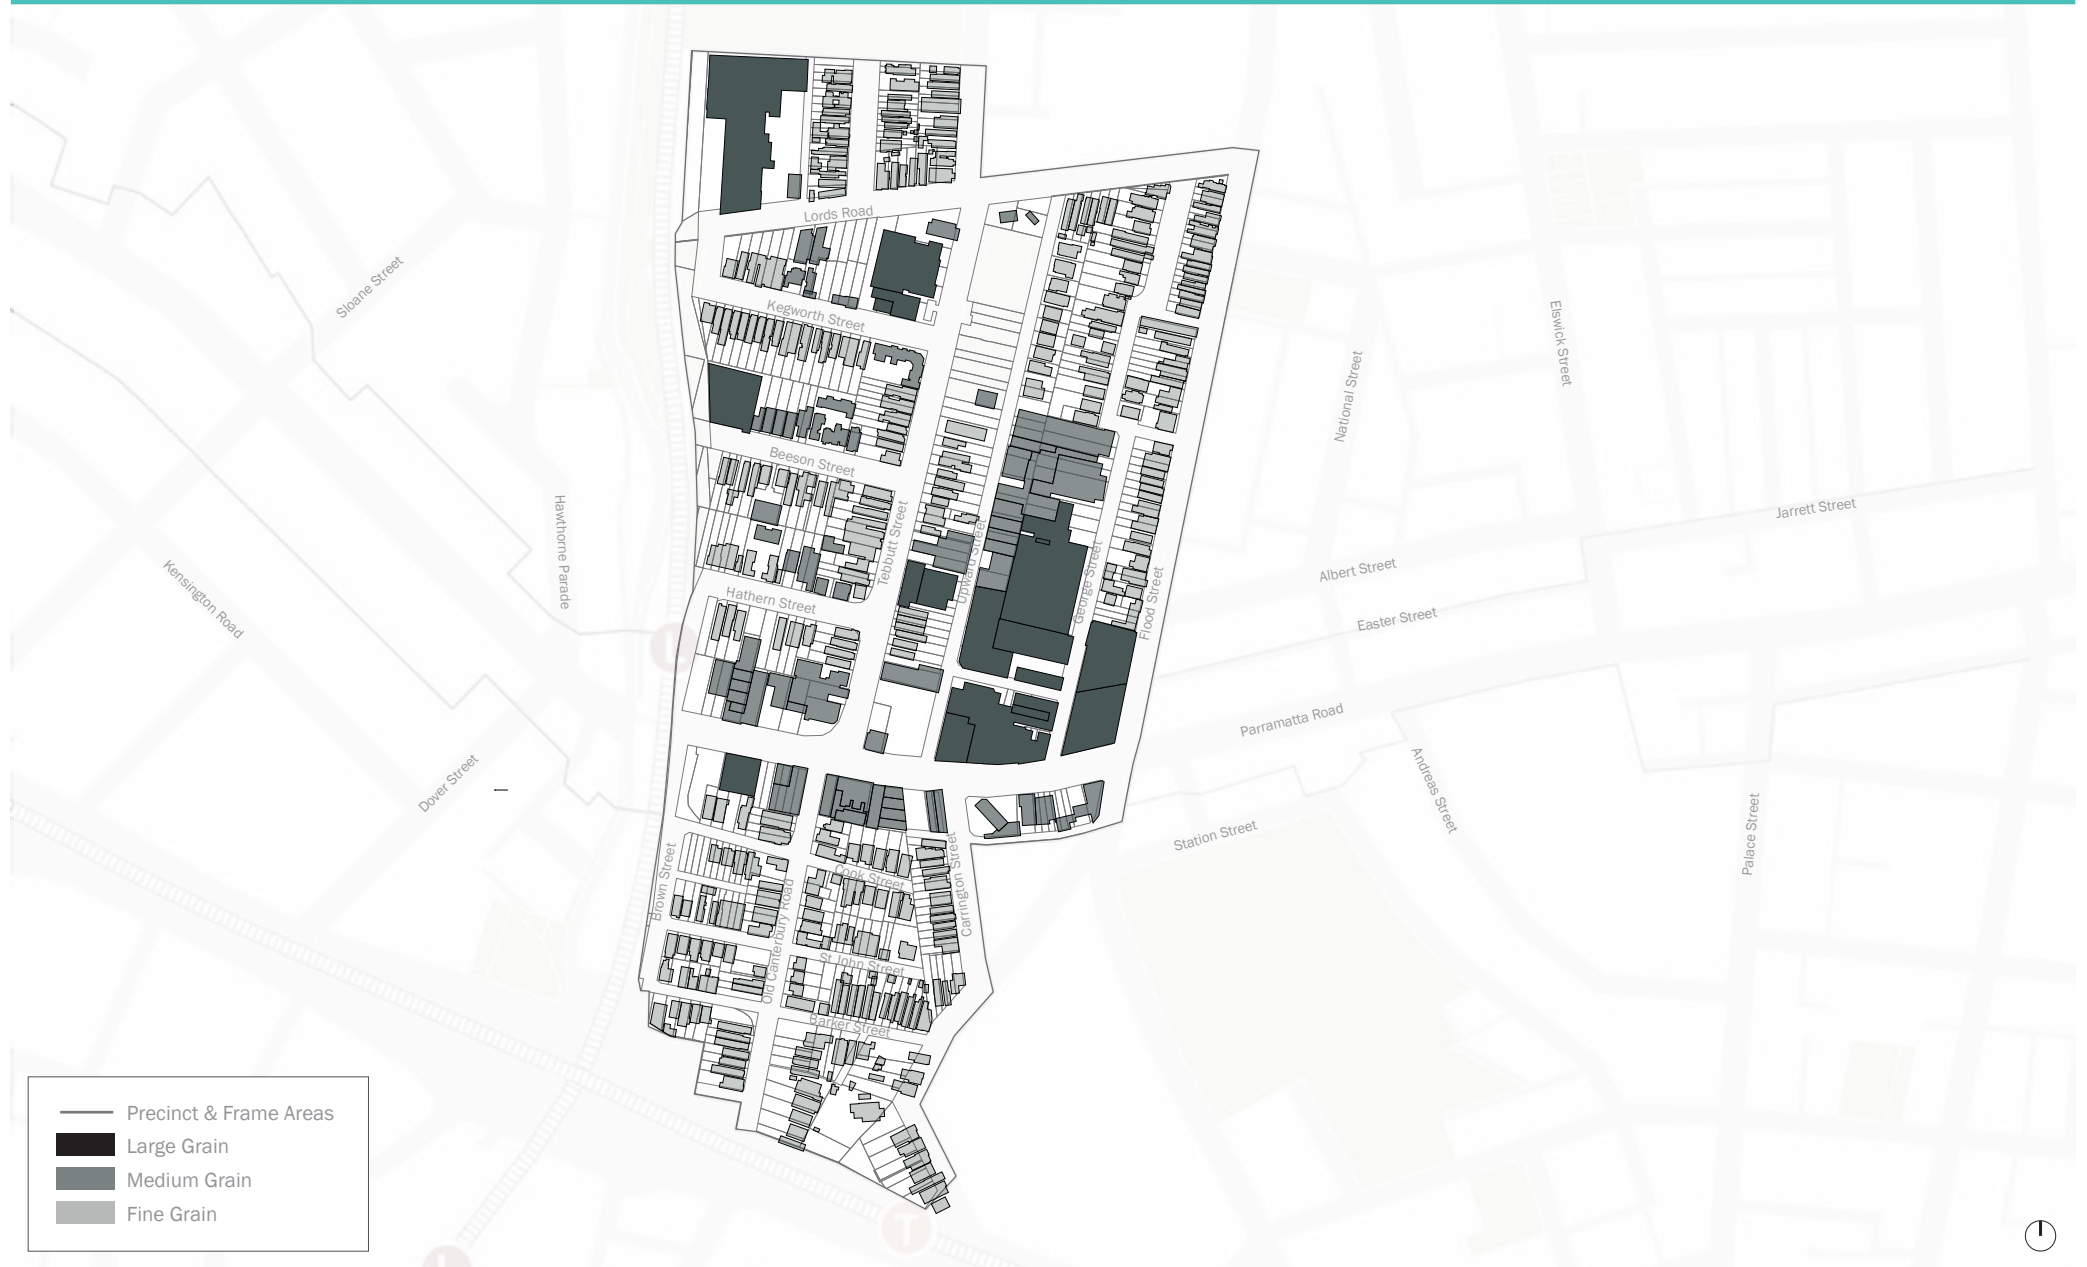 Lords Road
Sloane Street
Kegworth Street
Elswick Street
National Street
Beeson Street
Hawthorne Parade
Tebbutt Street
Upward Street
Jarrett Street
Kensington Road
George Street
Flood Street
Albert Street
Hathern Street
Easter Street
L
Parramatta Road
Dover Street
Andreas Street
Palace Street
Station Street
Brown Street
Cook Street
Carrington Street
Old Canterbury Road
St John Street
Barker Street
Precinct & Frame Areas
Large Grain
Medium Grain
Fine Grain
T
L